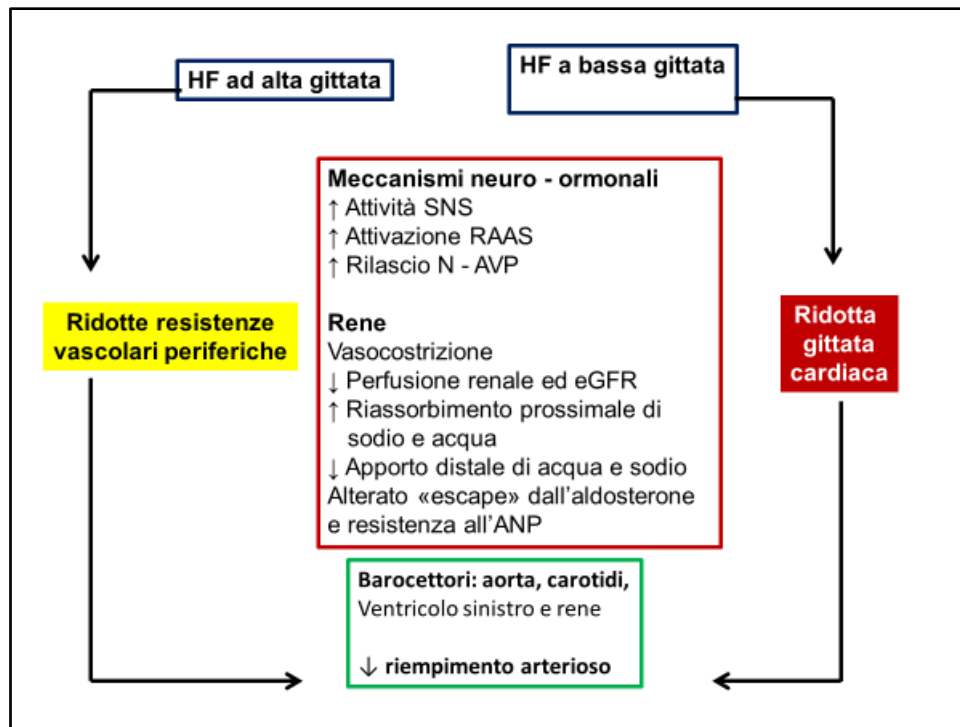 HF ad alta gittata
HF a bassa gittata
Meccanismi neuro - ormonali
↑ Attività SNS
↑ Attivazione RAAS
↑ Rilascio N - AVP
Rene
Vasocostrizione
↓ Perfusione renale ed eGFR
↑ Riassorbimento prossimale di
sodio e acqua
↓ Apporto distale di acqua e sodio
Alterato «escape» dall'aldosterone
e resistenza all'ANP
Ridotte resistenze
vascolari periferiche
Ridotta
gittata
cardiaca
Barocettori: aorta, carotidi,
Ventricolo sinistro e rene
↓ riempimento arterioso